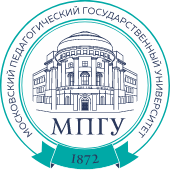 МОСКОВСКИЙ ПЕДАГОГИЧЕСКИЙ ГОСУДАРСТВЕННЫЙ УНИВЕРСИТЕТ
МПГУ
1872